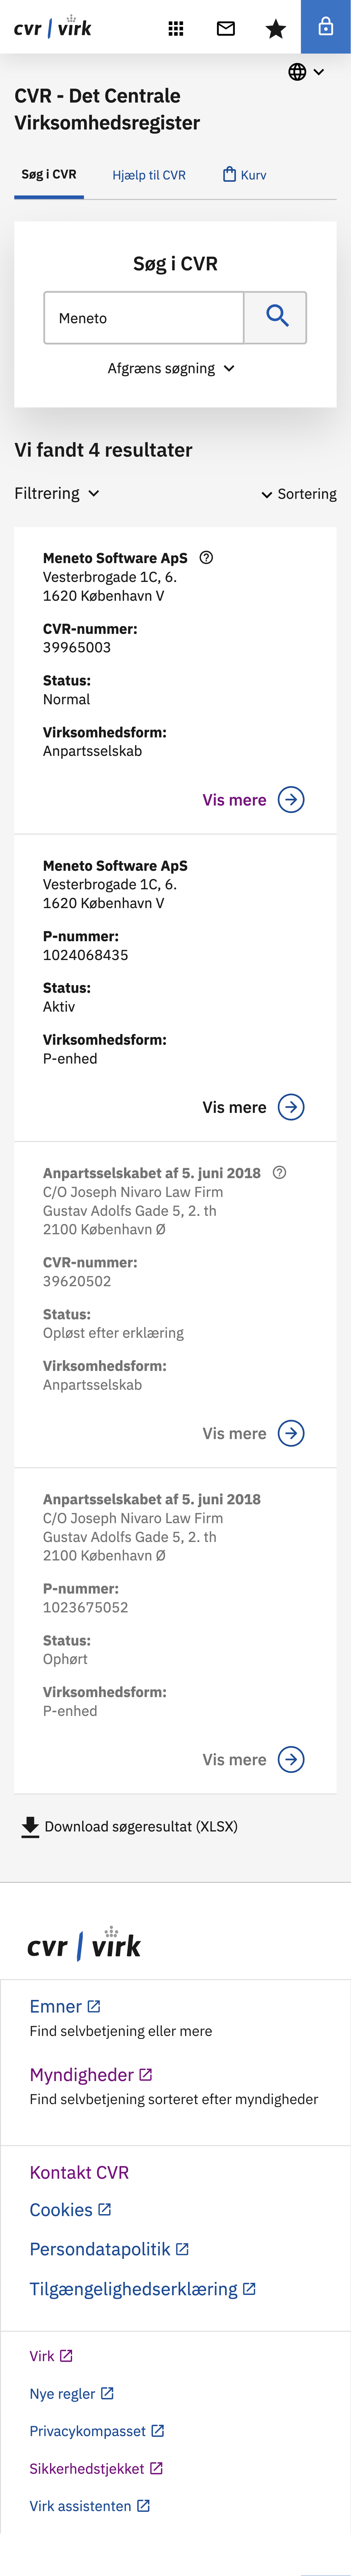 cvr | virk
CVR - Det Centrale
Virksomhedsregister
Søg i CVR
Hjælp til CVR
Kurv
Søg i CVR
Meneto
Afgræns søgning
Vi fandt 4 resultater
Filtrering
Sortering
Meneto Software ApS
Vesterbrogade 1C, 6.
1620 København V
CVR-nummer:
39965003
Status:
Normal
Virksomhedsform:
Anpartsselskab
Vis mere
Meneto Software ApS
Vesterbrogade 1C, 6.
1620 København V
P-nummer:
1024068435
Status:
Aktiv
Virksomhedsform:
P-enhed
Vis mere
Anpartsselskabet af 5. juni 2018
C/O Joseph Nivaro Law Firm
Gustav Adolfs Gade 5, 2. th
2100 København Ø
CVR-nummer:
39620502
Status:
Opløst efter erklæring
Virksomhedsform:
Anpartsselskab
Vis mere
Anpartsselskabet af 5. juni 2018
C/O Joseph Nivaro Law Firm
Gustav Adolfs Gade 5, 2. th
2100 København Ø
P-nummer:
1023675052
Status:
Ophørt
Virksomhedsform:
P-enhed
Vis mere
Download søgeresultat (XLSX)
cvr | virk
Emner
Find selvbetjening eller mere
Myndigheder
Find selvbetjening sorteret efter myndigheder
Kontakt CVR
Cookies
Persondatapolitik
Tilgængelighedserklæring
Virk
Nye regler
Privacykompasset
Sikkerhedstjekket
Virk assistenten